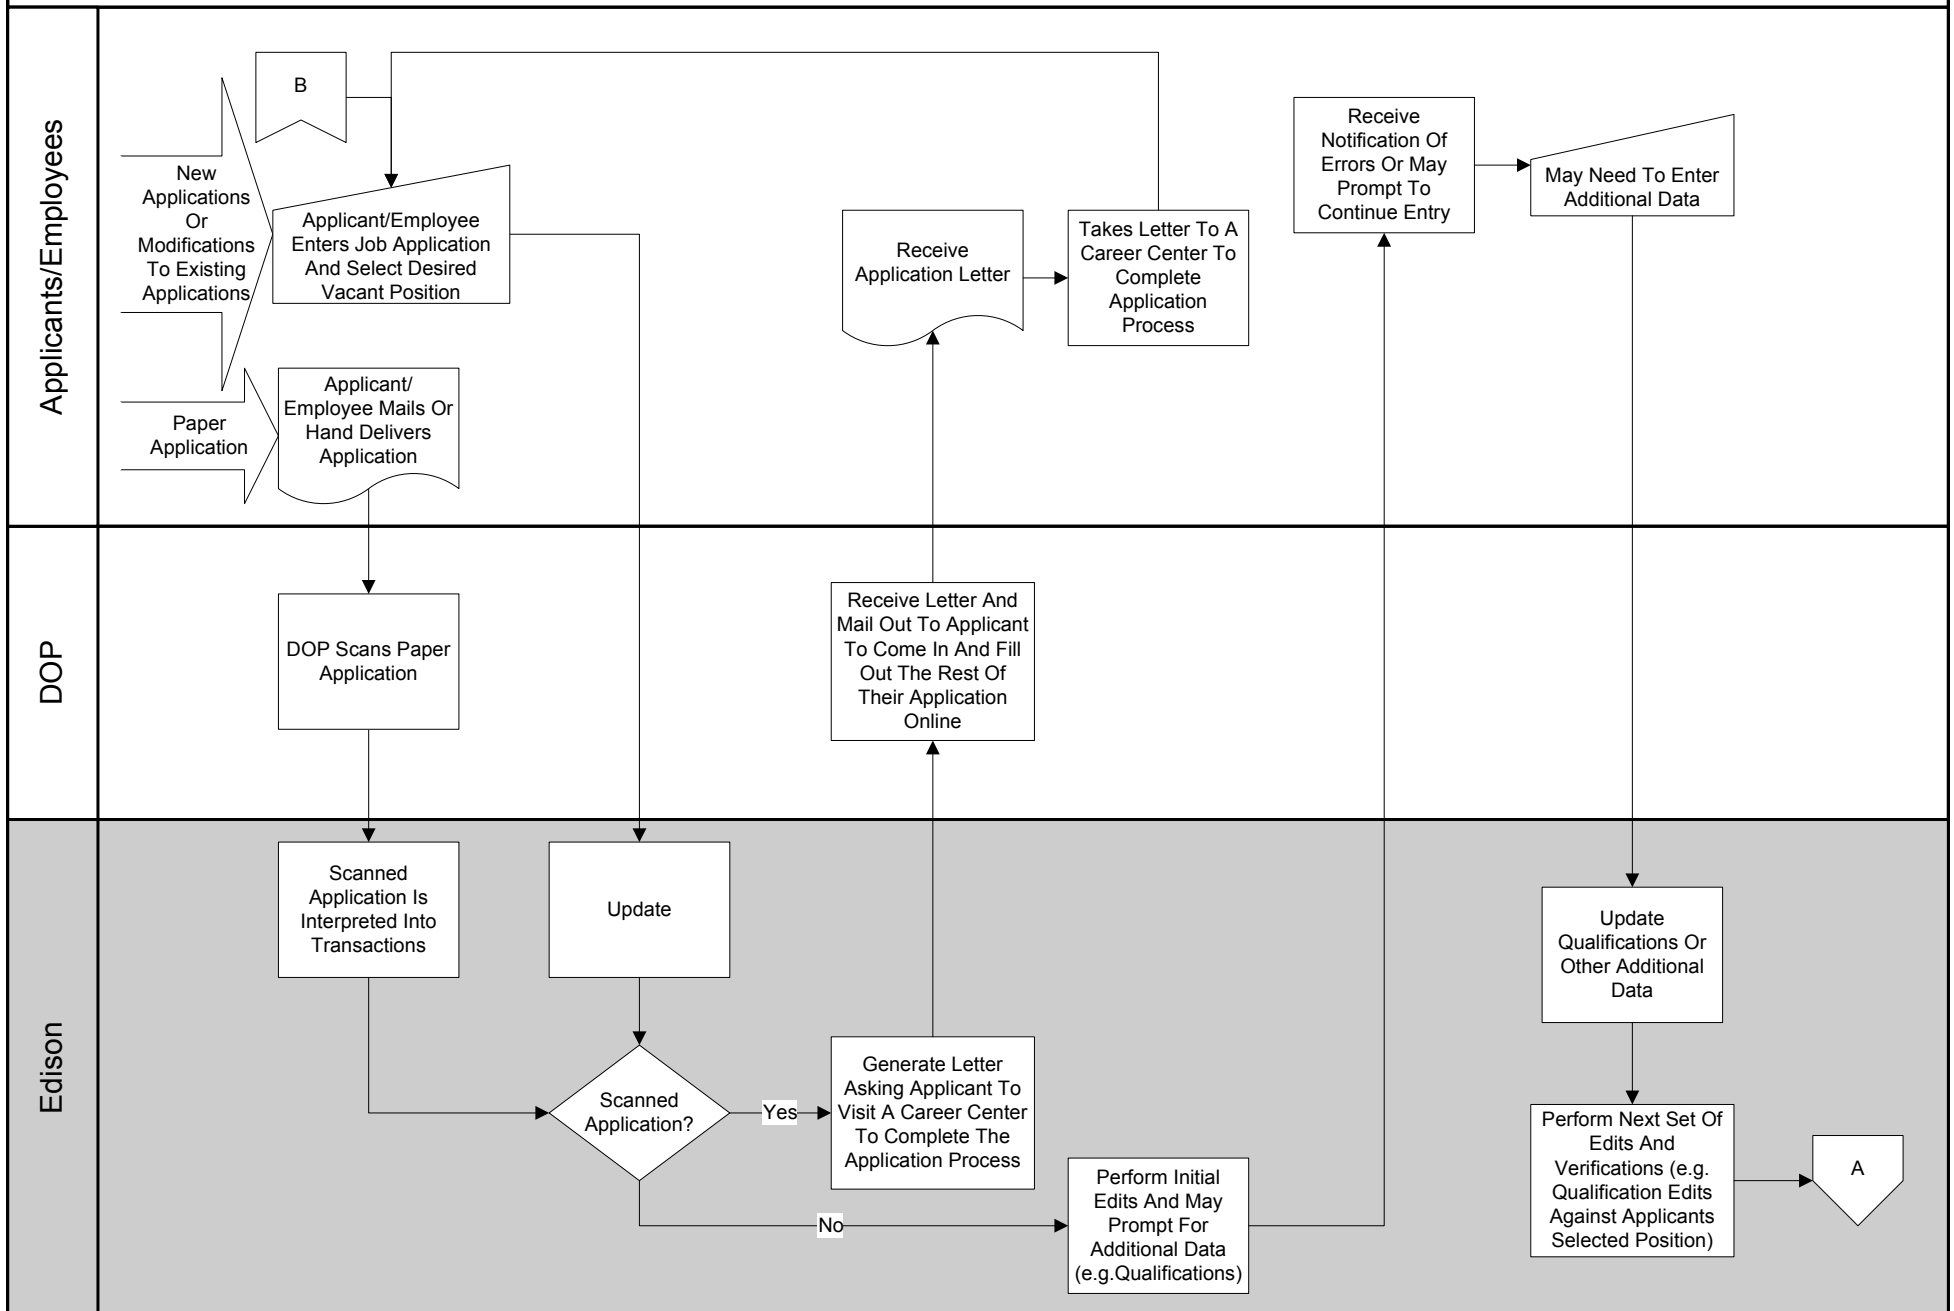 Applicants/Employees
B
New
Applications
Or
Modifications
To Existing
Applications
Applicant/Employee
Enters Job Application
And Select Desired
Vacant Position
Paper
Application
Applicant/
Employee Mails Or
Hand Delivers
Application
Receive
Application Letter
Takes Letter To A
Career Center To
Complete
Application
Process
Receive
Notification Of
Errors Or May
Prompt To
Continue Entry
May Need To Enter
Additional Data
DOP
DOP Scans Paper
Application
Receive Letter And
Mail Out To Applicant
To Come In And Fill
Out The Rest Of
Their Application
Online
Edison
Scanned
Application Is
Interpreted Into
Transactions
Update
Scanned
Application?
Yes
Generate Letter
Asking Applicant To
Visit A Career Center
To Complete The
Application Process
No
Perform Initial
Edits And May
Prompt For
Additional Data
(e.g.Qualifications)
Update
Qualifications Or
Other Additional
Data
Perform Next Set Of
Edits And
Verifications (e.g.
Qualification Edits
Against Applicants
Selected Position)
A